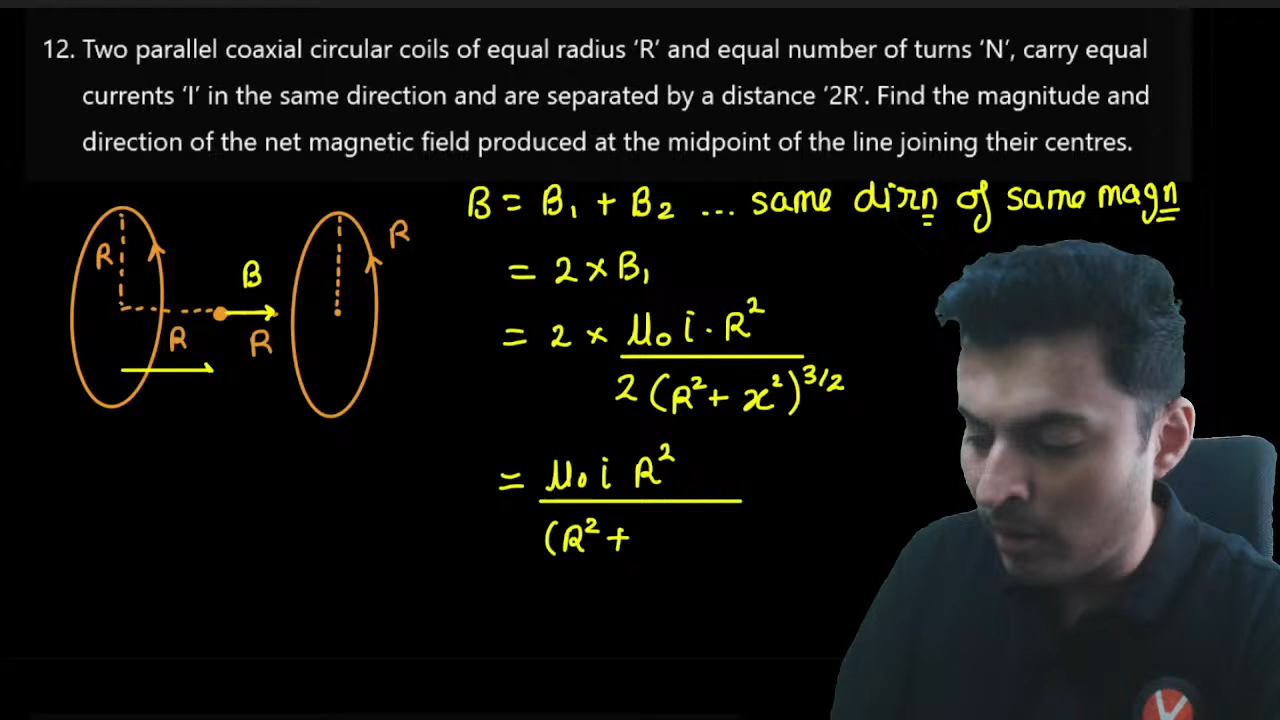 12. Two parallel coaxial circular coils of equal radius ‘R’ and equal number of turns ‘N’, carry equal
currents ‘I’ in the same direction and are separated by a distance ‘2R’. Find the magnitude and
direction of the net magnetic field produced at the midpoint of the line joining their centres.
B = B₁ + B₂ ... same dirn of same magn
= 2 × B₁
= 2 × μ₀ i · R²
2 (R² + x²)^3/2
= μ₀ i R²
(R² +
R
B
R
R
R